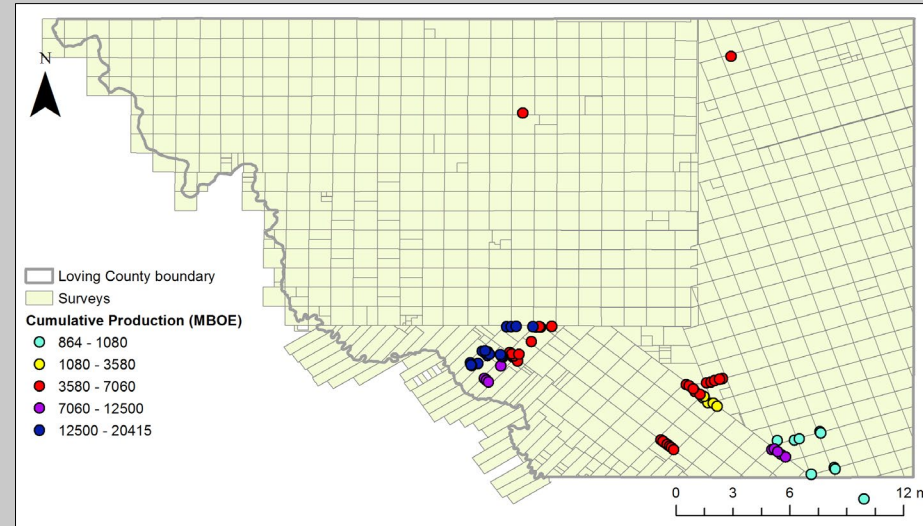 N
Loving County boundary
Surveys
Cumulative Production (MBOE)
864 - 1080
1080 - 3580
3580 - 7060
7060 - 12500
12500 - 20415
0 3 6 12 m